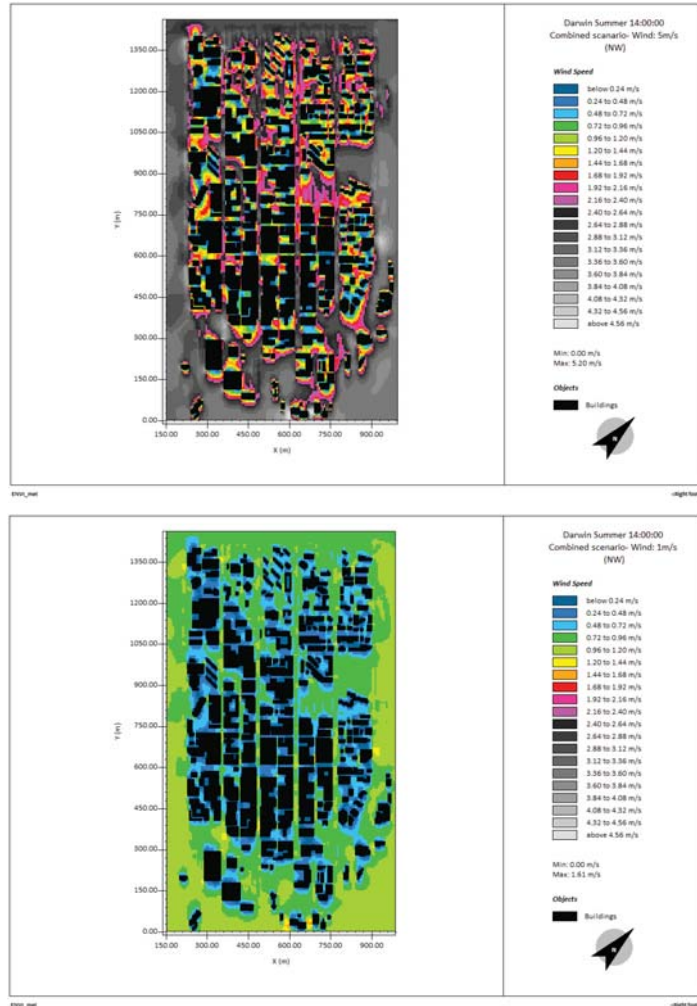 Darwin Summer 14:00:00
Combined scanario- Wind: 5m/s
(NW)
Wind Speed
below 0.24 m/s
0.24 to 0.48 m/s
0.48 to 0.72 m/s
0.72 to 0.96 m/s
0.96 to 1.20 m/s
1.20 to 1.44 m/s
1.44 to 1.68 m/s
1.68 to 1.92 m/s
1.92 to 2.16 m/s
2.16 to 2.40 m/s
2.40 to 2.64 m/s
2.64 to 2.88 m/s
2.88 to 3.12 m/s
3.12 to 3.36 m/s
3.36 to 3.60 m/s
3.60 to 3.84 m/s
3.84 to 4.08 m/s
4.08 to 4.32 m/s
4.32 to 4.56 m/s
above 4.56 m/s
Min: 0.00 m/s
Max: 5.20 m/s
Objects
Buildings
N
1350.00
1200.00
1050.00
900.00
750.00
600.00
450.00
300.00
150.00
0.00
Y (m)
150.00 300.00 450.00 600.00 750.00 900.00
X (m)
ENVI_met
<Right foot
Darwin Summer 14:00:00
Combined scenario- Wind: 1m/s
(NW)
Wind Speed
below 0.24 m/s
0.24 to 0.48 m/s
0.48 to 0.72 m/s
0.72 to 0.96 m/s
0.96 to 1.20 m/s
1.20 to 1.44 m/s
1.44 to 1.68 m/s
1.68 to 1.92 m/s
1.92 to 2.16 m/s
2.16 to 2.40 m/s
2.40 to 2.64 m/s
2.64 to 2.88 m/s
2.88 to 3.12 m/s
3.12 to 3.36 m/s
3.36 to 3.60 m/s
3.60 to 3.84 m/s
3.84 to 4.08 m/s
4.08 to 4.32 m/s
4.32 to 4.56 m/s
above 4.56 m/s
Min: 0.00 m/s
Max: 1.61 m/s
Objects
Buildings
N
1350.00
1200.00
1050.00
900.00
750.00
600.00
450.00
300.00
150.00
0.00
Y (m)
150.00 300.00 450.00 600.00 750.00 900.00
X (m)
ENVI_met
<Right foot